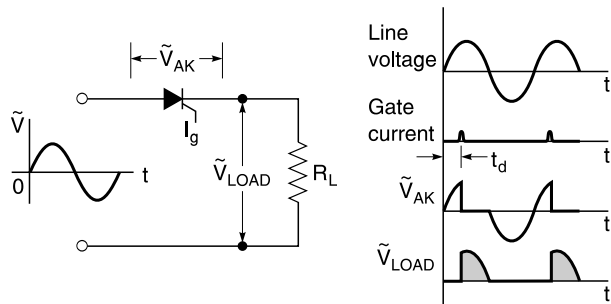 Ṽ
0
t
Ṽ_AK
I_g
Ṽ_LOAD
R_L
Line
voltage
t
Gate
current
t_d
t
Ṽ_AK
t
Ṽ_LOAD
t